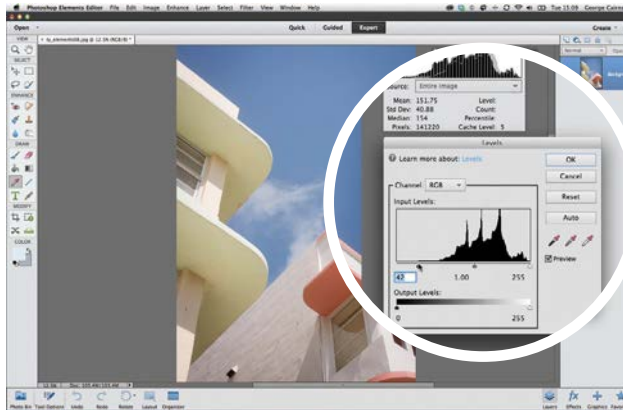 Photoshop Elements Editor File Edit Image Enhance Layer Select Filter View Window Help
Tue 15:09 George Cairns
Open
Quick Guided Expert
Create
VIEW
SELECT
ENHANCE
DRAW
MODIFY
COLOR
Normal
Source: Entire Image
Mean: 151.75 Level:
Std Dev: 40.88 Count:
Median: 154 Percentile:
Pixels: 141220 Cache Level: 5
Levels
Learn more about: Levels
OK
Cancel
Channel: RGB
Reset
Input Levels:
Auto
Preview
42 1.00 255
Output Levels:
0 255
Photo Bin Tool Options Undo Redo Rotate Layout Organizer
Layers Effects Graphics